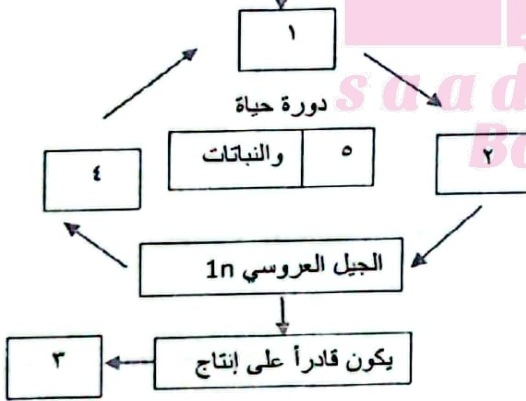 ١
دورة حياة
٥ والنباتات
٢
٤
الجيل العروسي 1n
يكون قادراً على إنتاج
٣